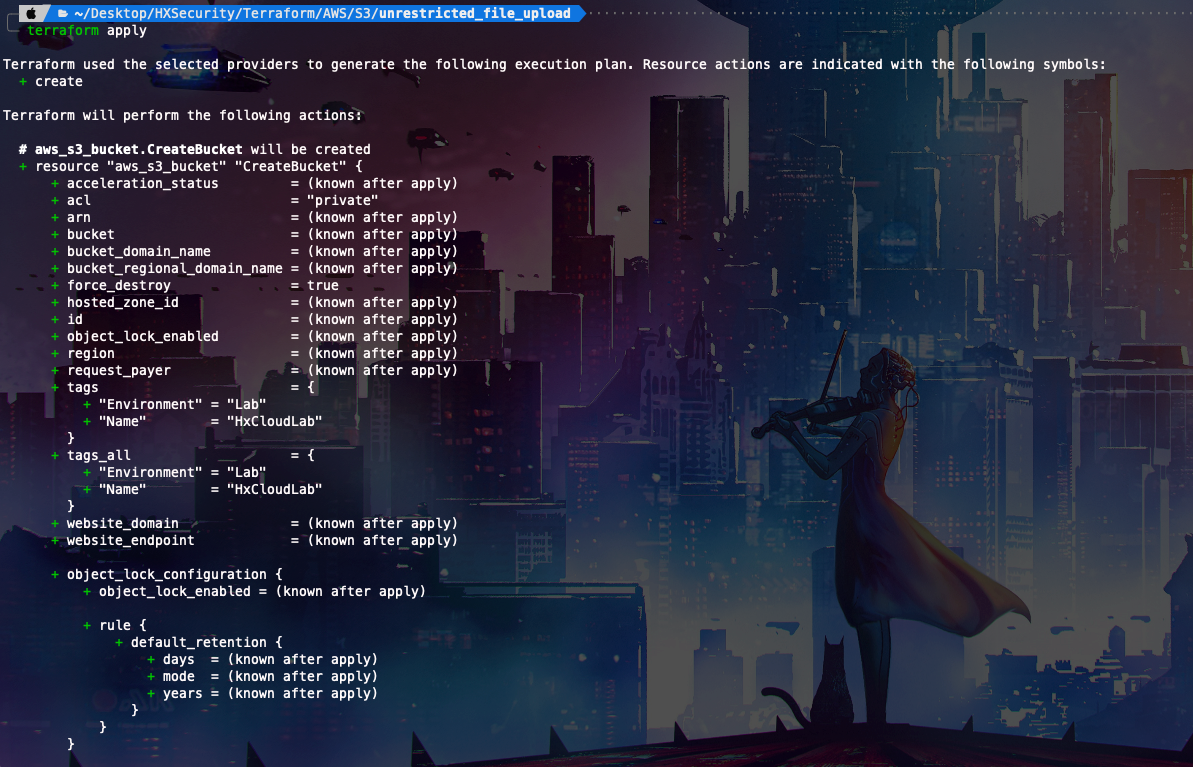 ~/Desktop/HXSecurity/Terraform/AWS/S3/unrestricted_file_upload
terraform apply
Terraform used the selected providers to generate the following execution plan. Resource actions are indicated with the following symbols:
+ create
Terraform will perform the following actions:
# aws_s3_bucket.CreateBucket will be created
+ resource "aws_s3_bucket" "CreateBucket" {
+ acceleration_status = (known after apply)
+ acl = "private"
+ arn = (known after apply)
+ bucket = (known after apply)
+ bucket_domain_name = (known after apply)
+ bucket_regional_domain_name = (known after apply)
+ force_destroy = true
+ hosted_zone_id = (known after apply)
+ id = (known after apply)
+ object_lock_enabled = (known after apply)
+ region = (known after apply)
+ request_payer = (known after apply)
+ tags = {
+ "Environment" = "Lab"
+ "Name" = "HxCloudLab"
}
+ tags_all = {
+ "Environment" = "Lab"
+ "Name" = "HxCloudLab"
}
+ website_domain = (known after apply)
+ website_endpoint = (known after apply)
+ object_lock_configuration {
+ object_lock_enabled = (known after apply)
+ rule {
+ default_retention {
+ days = (known after apply)
+ mode = (known after apply)
+ years = (known after apply)
}
}
}